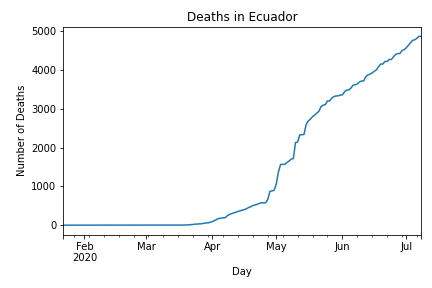 Deaths in Ecuador
5000
4000
3000
2000
1000
0
Number of Deaths
Feb
2020
Mar
Apr
May
Jun
Jul
Day